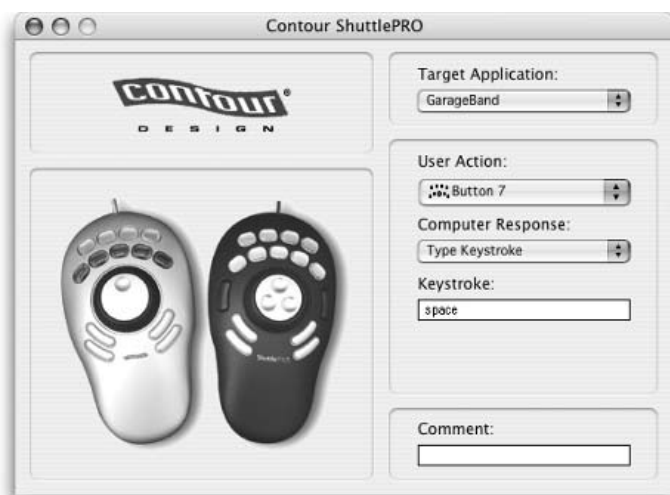 Contour ShuttlePRO
contour®
DESIGN
Target Application:
GarageBand
User Action:
Button 7
Computer Response:
Type Keystroke
Keystroke:
space
Comment: